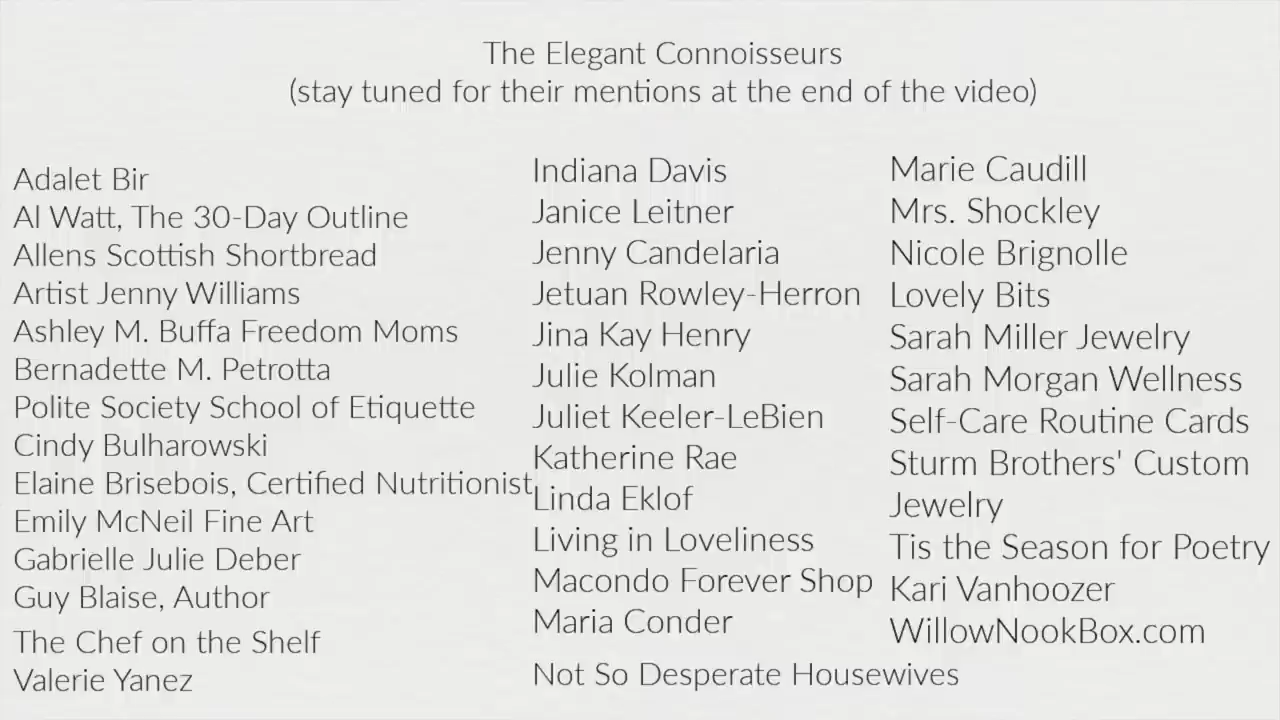 The Elegant Connoisseurs
(stay tuned for their mentions at the end of the video)
Adalet Bir
Al Watt, The 30-Day Outline
Allens Scottish Shortbread
Artist Jenny Williams
Ashley M. Buffa Freedom Moms
Bernadette M. Petrotta
Polite Society School of Etiquette
Cindy Bulharowski
Elaine Brisebois, Certified Nutritionist
Emily McNeil Fine Art
Gabrielle Julie Deber
Guy Blaise, Author
The Chef on the Shelf
Valerie Yanez
Indiana Davis
Janice Leitner
Jenny Candelaria
Jetuan Rowley-Herron
Jina Kay Henry
Julie Kolman
Juliet Keeler-LeBien
Katherine Rae
Linda Eklof
Living in Loveliness
Macondo Forever Shop
Maria Conder
Not So Desperate Housewives
Marie Caudill
Mrs. Shockley
Nicole Brignolle
Lovely Bits
Sarah Miller Jewelry
Sarah Morgan Wellness
Self-Care Routine Cards
Sturm Brothers' Custom
Jewelry
Tis the Season for Poetry
Kari Vanhoozer
WillowNookBox.com